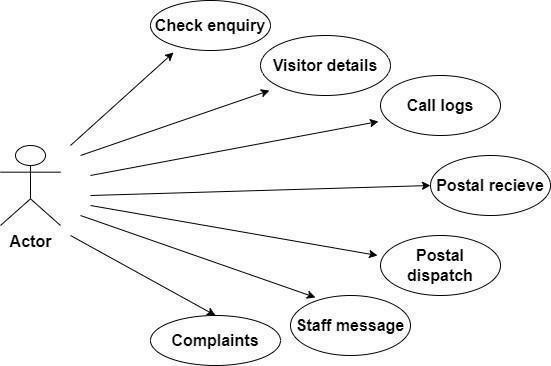 Check enquiry
Visitor details
Call logs
Postal recieve
Actor
Postal
dispatch
Staff message
Complaints